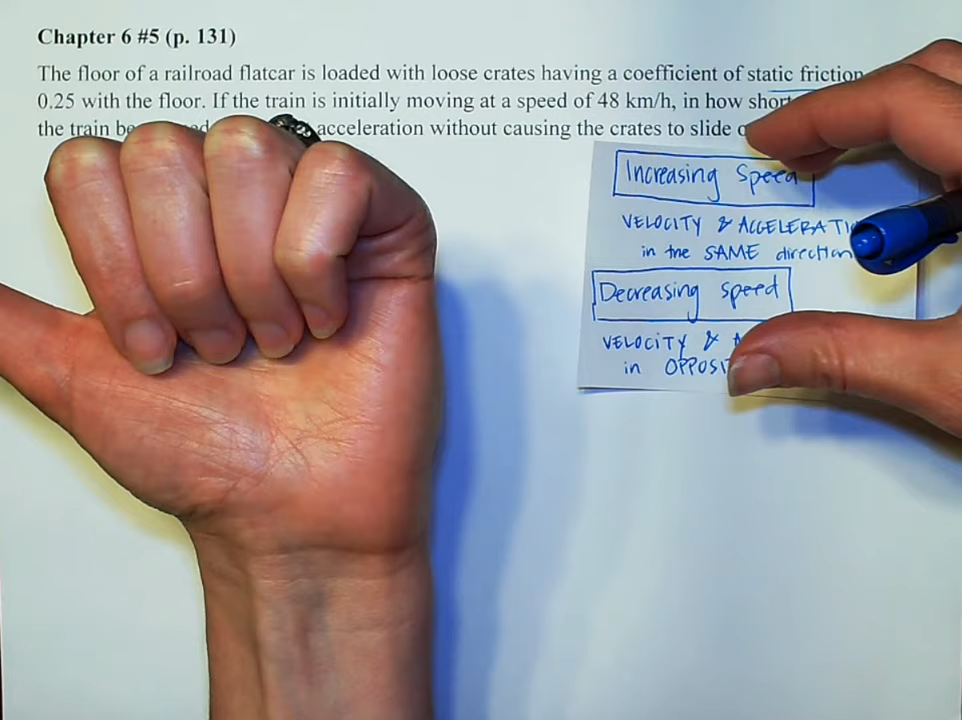 Chapter 6 #5 (p. 131)
The floor of a railroad flatcar is loaded with loose crates having a coefficient of static friction
0.25 with the floor. If the train is initially moving at a speed of 48 km/h, in how short
the train acceleration without causing the crates to slide
Increasing Speed
VELOCITY & ACCELERATI
in the SAME direction
Decreasing speed
VELOCITY &
in OPPOSI